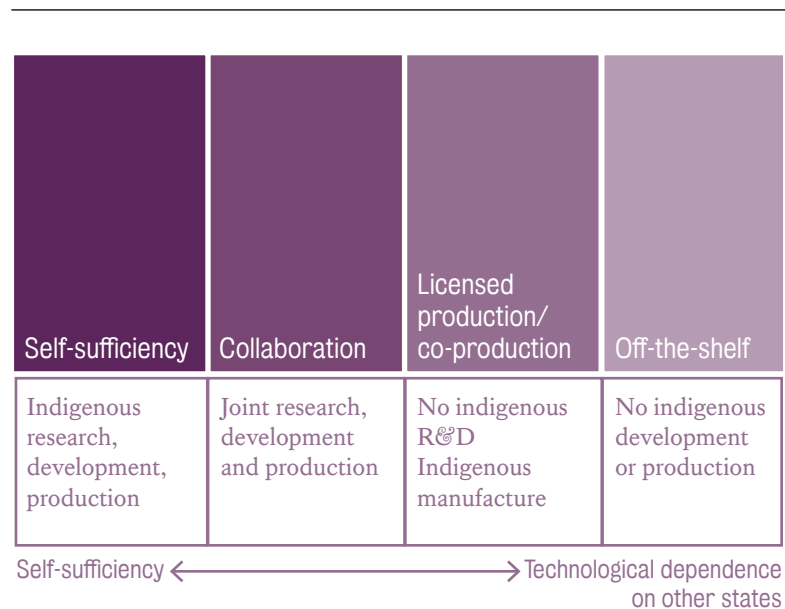 Self-sufficiency
Collaboration
Licensed
production/
co-production
Off-the-shelf
Indigenous
research,
development,
production
Joint research,
development
and production
No indigenous
R&D
Indigenous
manufacture
No indigenous
development
or production
Self-sufficiency
Technological dependence
on other states